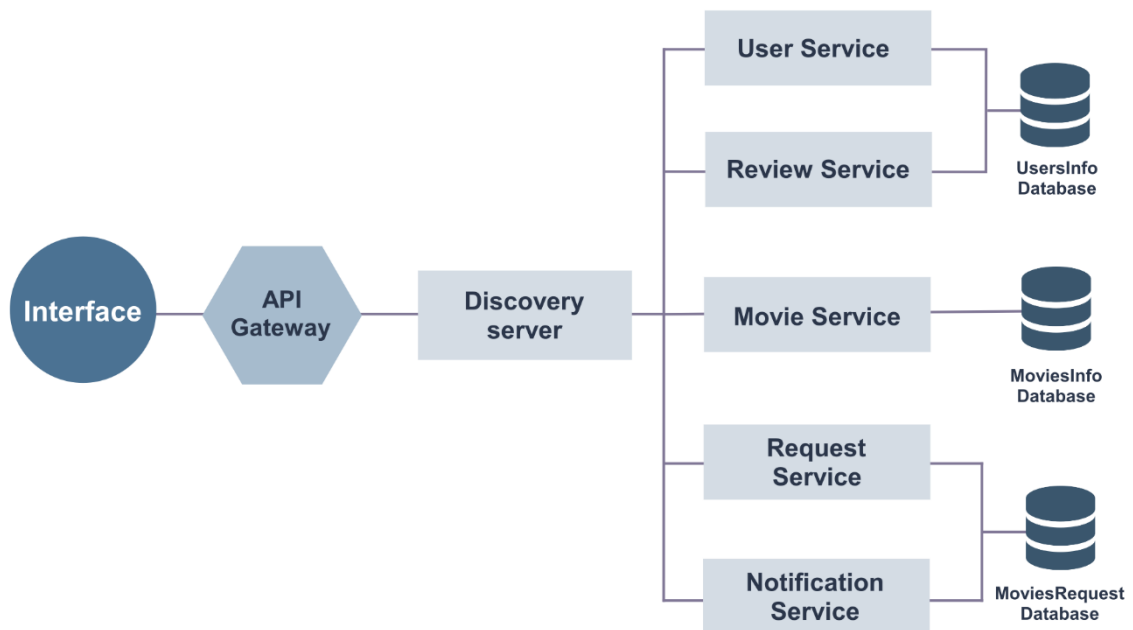 User Service
UsersInfo
Database
Review Service
Interface
API
Gateway
Discovery
server
Movie Service
MoviesInfo
Database
Request
Service
Notification
Service
MoviesRequest
Database